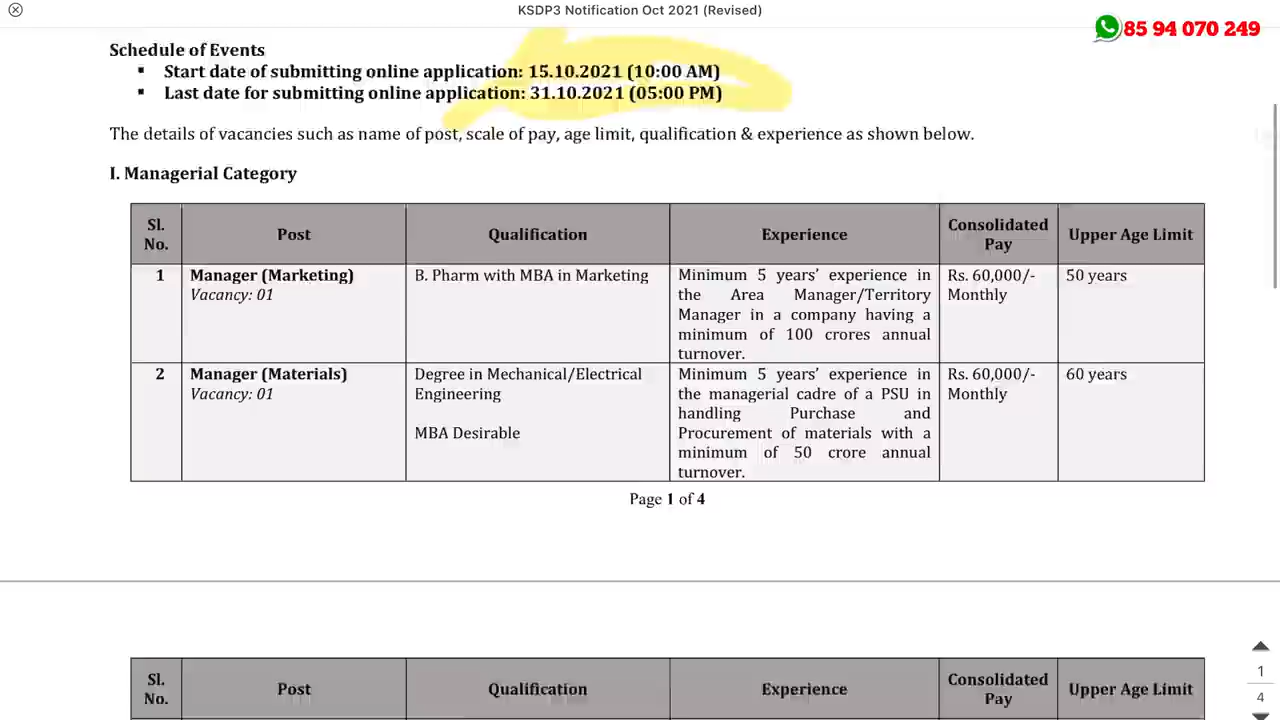 KSDP3 Notification Oct 2021 (Revised)
85 94 070 249
Schedule of Events
▪ Start date of submitting online application: 15.10.2021 (10:00 AM)
▪ Last date for submitting online application: 31.10.2021 (05:00 PM)
The details of vacancies such as name of post, scale of pay, age limit, qualification & experience as shown below.
I. Managerial Category
Sl. No.
Post
Qualification
Experience
Consolidated Pay
Upper Age Limit
1
Manager (Marketing)
Vacancy: 01
B. Pharm with MBA in Marketing
Minimum 5 years’ experience in
the Area Manager/Territory
Manager in a company having a
minimum of 100 crores annual
turnover.
Rs. 60,000/-
Monthly
50 years
2
Manager (Materials)
Vacancy: 01
Degree in Mechanical/Electrical
Engineering
MBA Desirable
Minimum 5 years’ experience in
the managerial cadre of a PSU in
handling Purchase and
Procurement of materials with a
minimum of 50 crore annual
turnover.
Rs. 60,000/-
Monthly
60 years
Page 1 of 4
Sl. No.
Post
Qualification
Experience
Consolidated Pay
Upper Age Limit
1
4